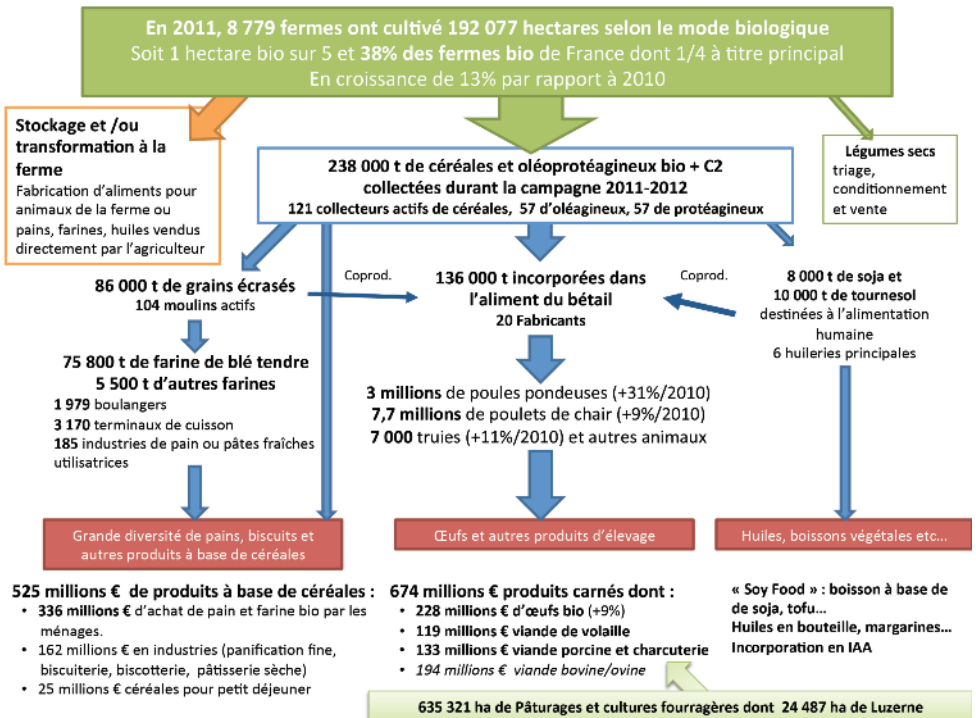 En 2011, 8 779 fermes ont cultivé 192 077 hectares selon le mode biologique
Soit 1 hectare bio sur 5 et 38% des fermes bio de France dont 1/4 à titre principal
En croissance de 13% par rapport à 2010
Stockage et /ou
transformation à la
ferme
Fabrication d'aliments pour
animaux de la ferme ou
pains, farines, huiles vendus
directement par l'agriculteur
238 000 t de céréales et oléoprotéagineux bio + C2
collectées durant la campagne 2011-2012
121 collecteurs actifs de céréales, 57 d'oléagineux, 57 de protéagineux
Légumes secs
triage,
conditionnement
et vente
86 000 t de grains écrasés
104 moulins actifs
Coprod.
136 000 t incorporées dans
l'aliment du bétail
20 Fabricants
Coprod.
8 000 t de soja et
10 000 t de tournesol
destinées à l'alimentation
humaine
6 huileries principales
75 800 t de farine de blé tendre
5 500 t d'autres farines
1 979 boulangers
3 170 terminaux de cuisson
185 industries de pain ou pâtes fraîches
utilisatrices
3 millions de poules pondeuses (+31%/2010)
7,7 millions de poulets de chair (+9%/2010)
7 000 truies (+11%/2010) et autres animaux
Grande diversité de pains, biscuits et
autres produits à base de céréales
Œufs et autres produits d'élevage
Huiles, boissons végétales etc...
525 millions € de produits à base de céréales :
• 336 millions € d'achat de pain et farine bio par les
ménages.
• 162 millions € en industries (panification fine,
biscuiterie, biscotterie, pâtisserie sèche)
• 25 millions € céréales pour petit déjeuner
674 millions € produits carnés dont :
• 228 millions € d'œufs bio (+9%)
• 119 millions € viande de volaille
• 133 millions € viande porcine et charcuterie
• 194 millions € viande bovine/ovine
« Soy Food » : boisson à base de
de soja, tofu...
Huiles en bouteille, margarines...
Incorporation en IAA
635 321 ha de Pâturages et cultures fourragères dont 24 487 ha de Luzerne